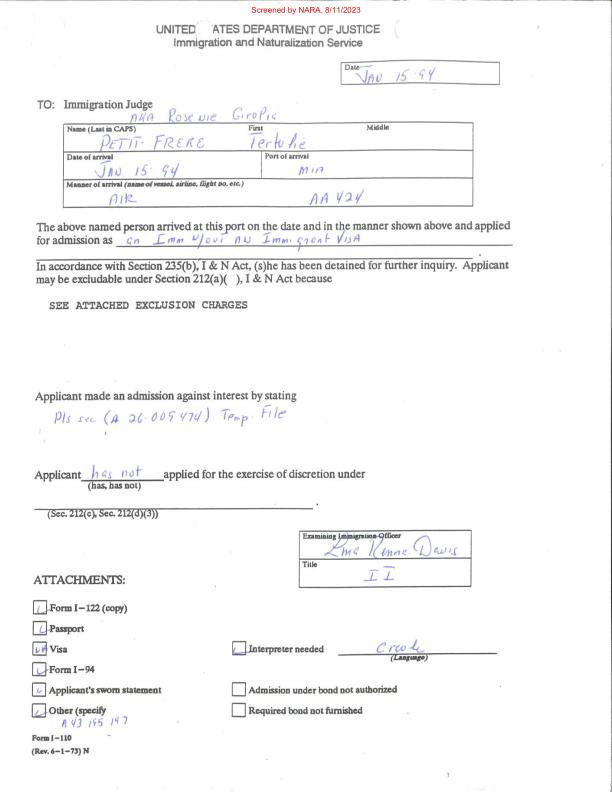 Screened by NARA, 8/11/2023
UNITED ATES DEPARTMENT OF JUSTICE
Immigration and Naturalization Service
Date
JAN 15-94
TO: Immigration Judge
AKA Rose nie Giropig
Name (Last in CAPS) First Middle
PETIT-FRERE Tertulie
Date of arrival Port of arrival
JAN 15-94 MIA
Manner of arrival (name of vessel, airline, flight no. etc.)
AIR AA 424
The above named person arrived at this port on the date and in the manner shown above and applied
for admission as an Imm w/out an Immigrant VISA
.
In accordance with Section 235(b), I & N Act, (s)he has been detained for further inquiry. Applicant
may be excludable under Section 212(a)( ), I & N Act because
SEE ATTACHED EXCLUSION CHARGES
Applicant made an admission against interest by stating
Pls see (A 26-009 474) Temp. File
Applicant has not applied for the exercise of discretion under
(has, has not)
.
(Sec. 212(c), Sec. 212(d)(3))
Examining Immigration Officer
Davis
Title
II
ATTACHMENTS:
Form I-122 (copy)
Passport
NA Visa Interpreter needed Creole
(Language)
Form I-94
Applicant's sworn statement Admission under bond not authorized
Other (specify Required bond not furnished
A 43 195 147
Form I-110
(Rev. 6-1-73) N
1